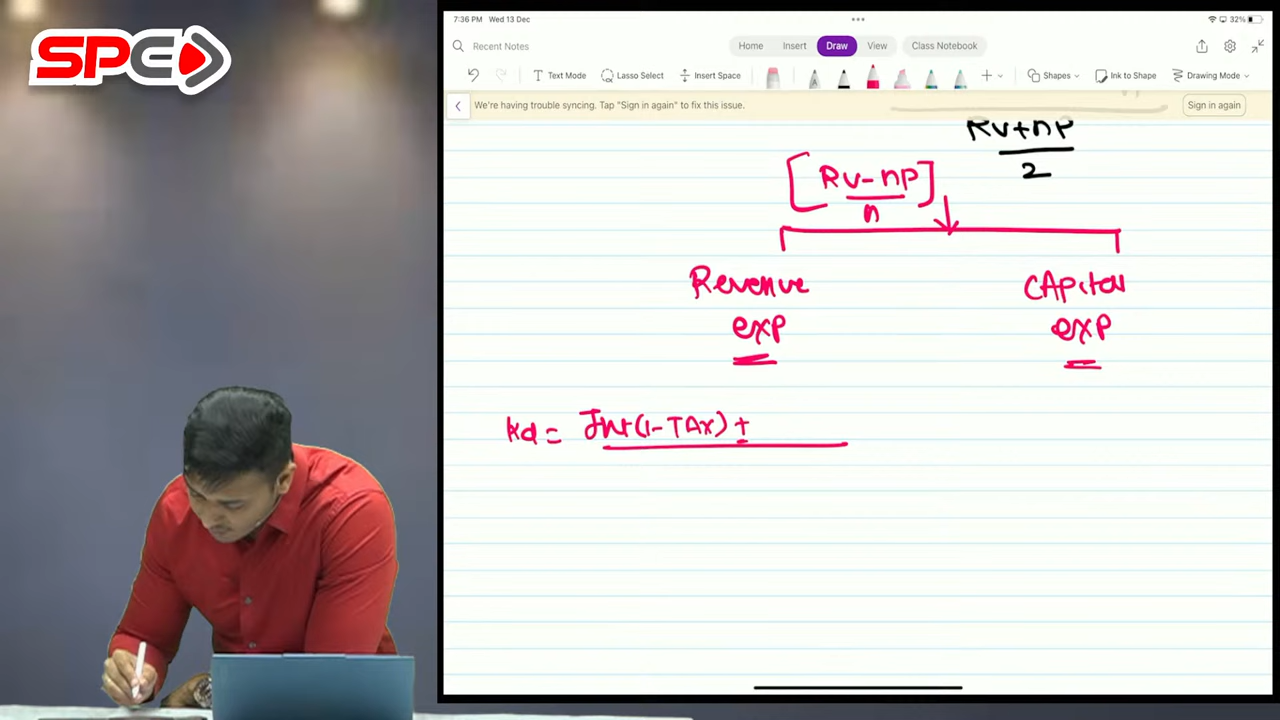 SPED
7:36 PM Wed 13 Dec
32%
Recent Notes
Home Insert Draw View Class Notebook
Text Mode Lasso Select Insert Space Shapes Ink to Shape Drawing Mode
We're having trouble syncing. Tap "Sign in again" to fix this issue. Sign in again
RV+NP
2
[RV-NP]
n
Revenue
exp
CApital
exp
Kd = Int(1-TAx) +